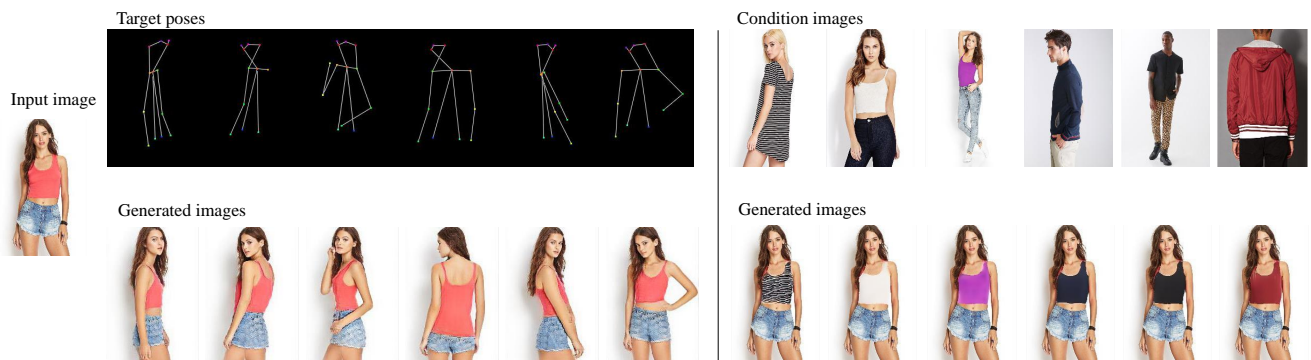 Target poses
Condition images
Input image
Generated images
Generated images